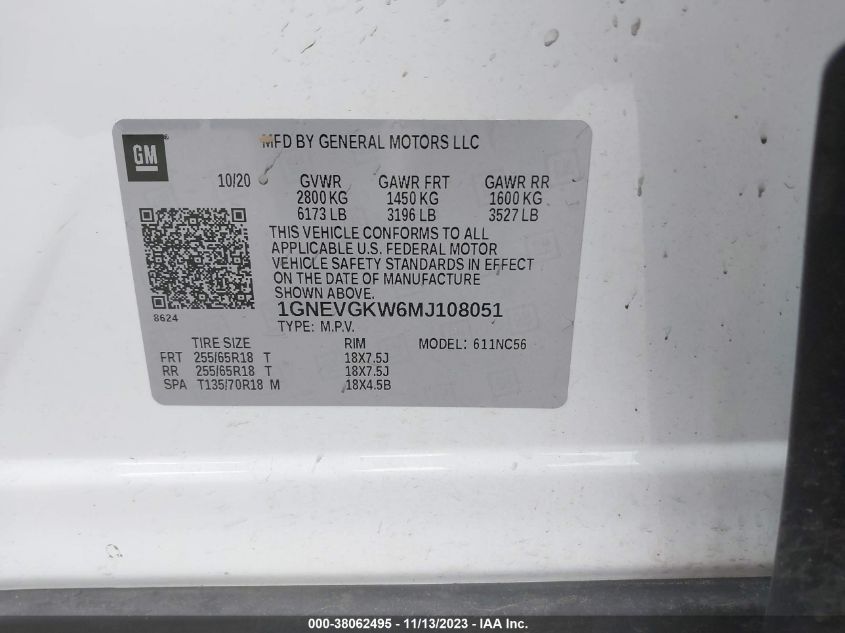 GM
MFD BY GENERAL MOTORS LLC
10/20 GVWR GAWR FRT GAWR RR
2800 KG 1450 KG 1600 KG
6173 LB 3196 LB 3527 LB
THIS VEHICLE CONFORMS TO ALL
APPLICABLE U.S. FEDERAL MOTOR
VEHICLE SAFETY STANDARDS IN EFFECT
ON THE DATE OF MANUFACTURE
SHOWN ABOVE.
1GNEVGKW6MJ108051
8624
TYPE: M.P.V.
TIRE SIZE RIM MODEL: 611NC56
FRT 255/65R18 T 18X7.5J
RR 255/65R18 T 18X7.5J
SPA T135/70R18 M 18X4.5B
000-38062495 - 11/13/2023 - IAA Inc.